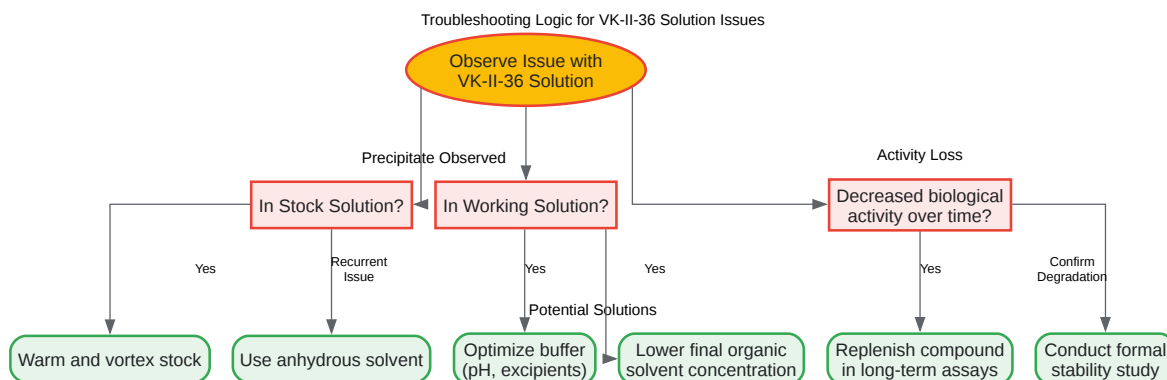 Troubleshooting Logic for VK-II-36 Solution Issues
Observe Issue with
VK-II-36 Solution
Precipitate Observed
Activity Loss
In Stock Solution?
In Working Solution?
Decreased biological
activity over time?
Yes
Recurrent
Issue
Yes
Yes
Yes
Confirm
Degradation
Potential Solutions
Warm and vortex stock
Use anhydrous solvent
Optimize buffer
(pH, excipients)
Lower final organic
solvent concentration
Replenish compound
in long-term assays
Conduct formal
stability study